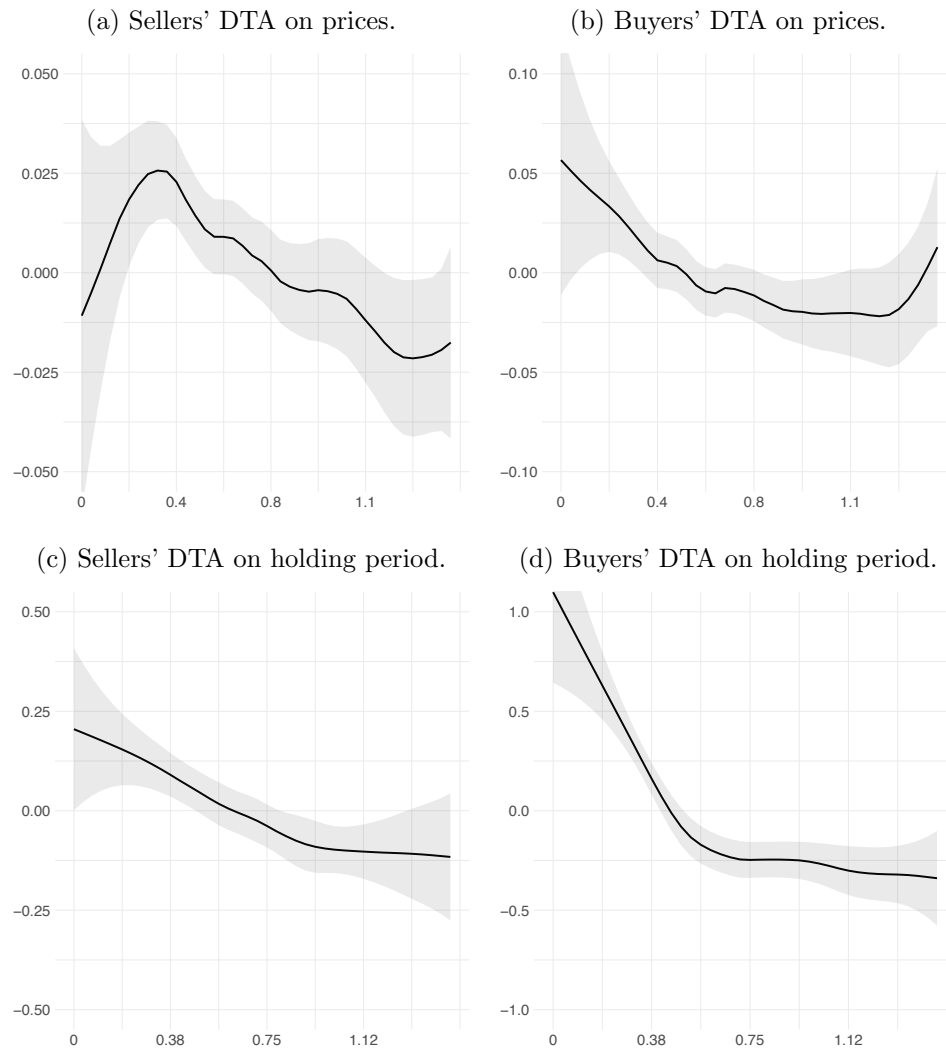 (a) Sellers’ DTA on prices.
(b) Buyers’ DTA on prices.
0.050
0.025
0.000
−0.025
−0.050
0 0.4 0.8 1.1
0.10
0.05
0.00
−0.05
−0.10
0 0.4 0.8 1.1
(c) Sellers’ DTA on holding period.
(d) Buyers’ DTA on holding period.
0.50
0.25
0.00
−0.25
−0.50
0 0.38 0.75 1.12
1.0
0.5
0.0
−0.5
−1.0
0 0.38 0.75 1.12